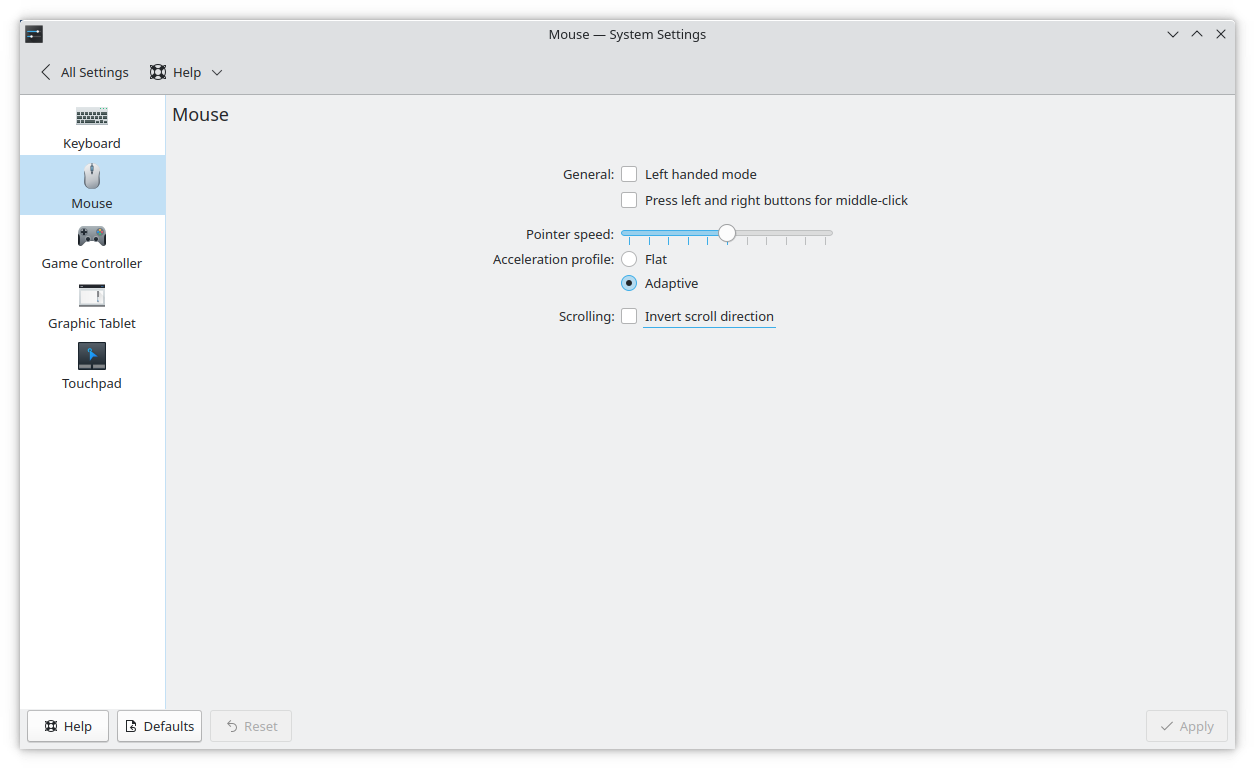 Mouse — System Settings
All Settings Help
Keyboard
Mouse
Game Controller
Graphic Tablet
Touchpad
Mouse
General: Left handed mode
Press left and right buttons for middle-click
Pointer speed:
Acceleration profile: Flat
Adaptive
Scrolling: Invert scroll direction
Help Defaults Reset Apply